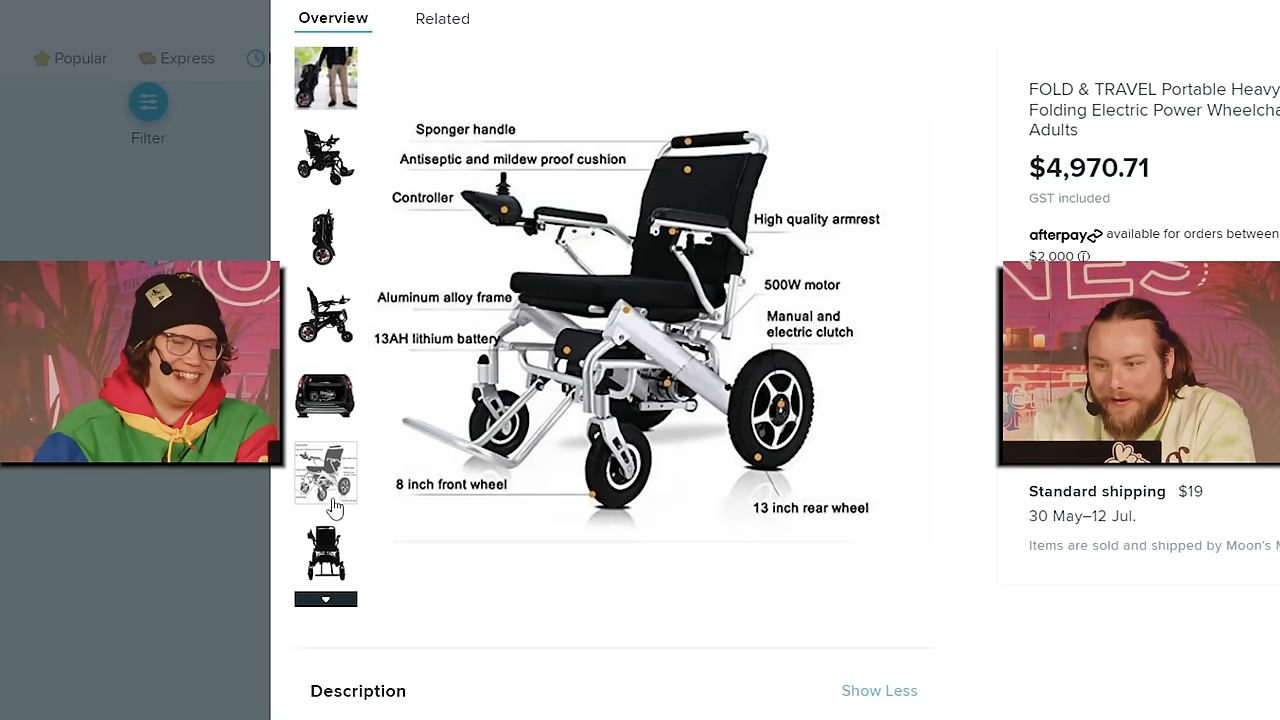 Overview
Related
Popular
Express
Filter
Sponger handle
Antiseptic and mildew proof cushion
Controller
High quality armrest
500W motor
Aluminum alloy frame
Manual and
electric clutch
13AH lithium battery
8 inch front wheel
13 inch rear wheel
FOLD & TRAVEL Portable Heavy
Folding Electric Power Wheelcha
Adults
$4,970.71
GST included
afterpay available for orders between
$2,000
Standard shipping $19
30 May–12 Jul.
Items are sold and shipped by Moon's M
Description
Show Less